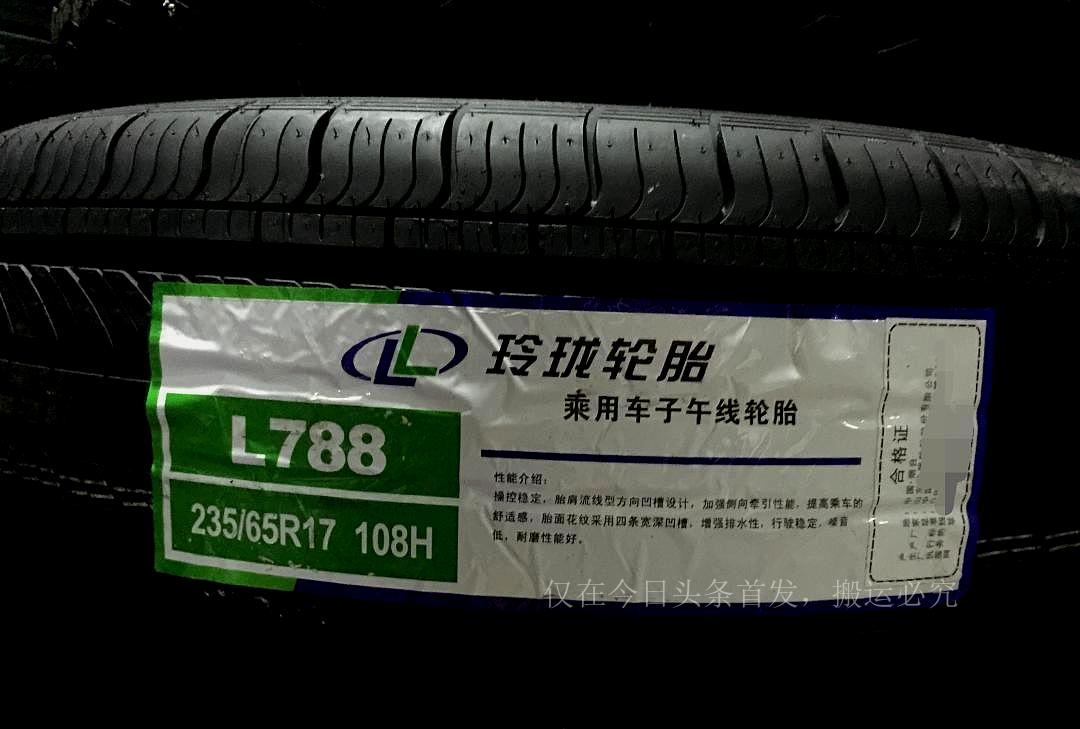 玲珑轮胎
乘用车子午线轮胎
L788
235/65R17 108H
性能介绍:
操控稳定，胎肩流线型方向凹槽设计，加强侧向牵引性能，提高乘车的
舒适感，胎面花纹采用四条宽深凹槽，增强排水性，行驶稳定，噪音
低，耐磨性能好。
合格证
仅在今日头条首发，搬运必究